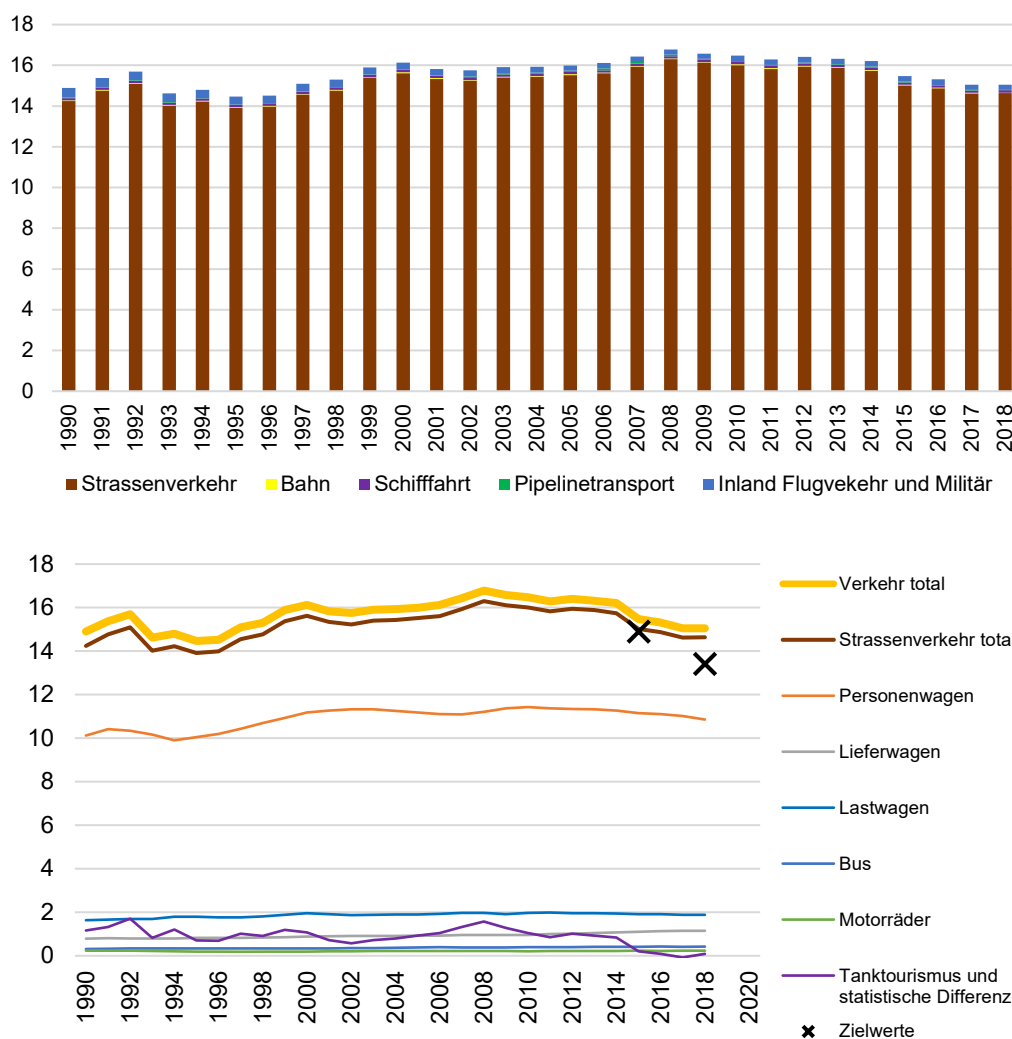 18
16
14
12
10
8
6
4
2
0
1990 1991 1992 1993 1994 1995 1996 1997 1998 1999 2000 2001 2002 2003 2004 2005 2006 2007 2008 2009 2010 2011 2012 2013 2014 2015 2016 2017 2018
Strassenverkehr Bahn Schifffahrt Pipelinetransport Inland Flugvekehr und Militär
18
16
14
12
10
8
6
4
2
0
1990 1992 1994 1996 1998 2000 2002 2004 2006 2008 2010 2012 2014 2016 2018 2020
Verkehr total
Strassenverkehr tota
Personenwagen
Lieferwagen
Lastwagen
Bus
Motorräder
Tanktourismus und
statistische Differenz
Zielwerte